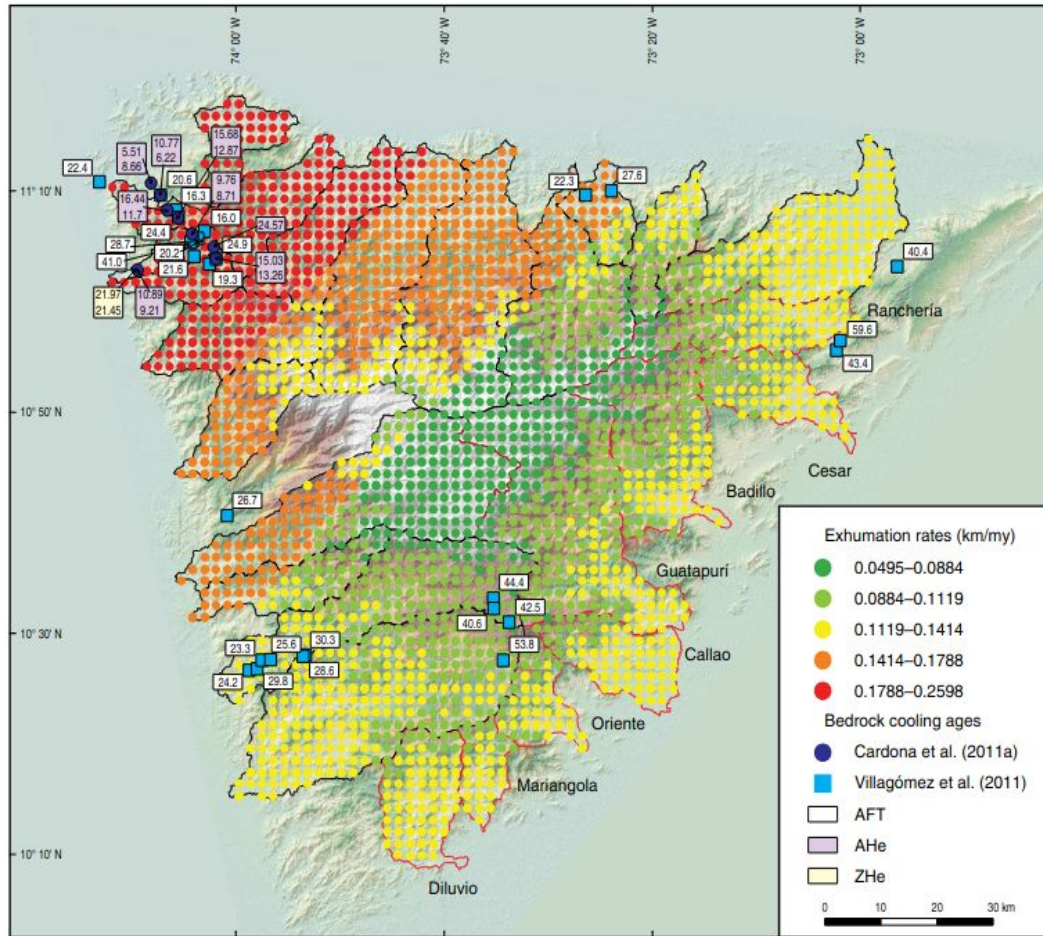 74° 00' W
73° 40' W
73° 20' W
73° 00' W
11° 10' N
10° 50' N
10° 30' N
10° 10' N
22.4
5.51
8.66
10.77
6.22
15.68
12.87
20.6
16.3
9.76
8.71
16.44
11.7
16.0
24.4
24.57
28.7
24.9
20.2
41.0
15.03
13.26
21.6
19.3
21.97
21.45
10.89
9.21
22.3
27.6
40.4
Ranchería
59.6
43.4
Cesar
Badillo
26.7
Guatapurí
44.4
42.5
40.6
53.8
Callao
23.3
25.6
30.3
24.2
29.8
28.6
Oriente
Mariangola
Diluvio
Exhumation rates (km/my)
0.0495–0.0884
0.0884–0.1119
0.1119–0.1414
0.1414–0.1788
0.1788–0.2598
Bedrock cooling ages
Cardona et al. (2011a)
Villagómez et al. (2011)
AFT
AHe
ZHe
0 10 20 30 km